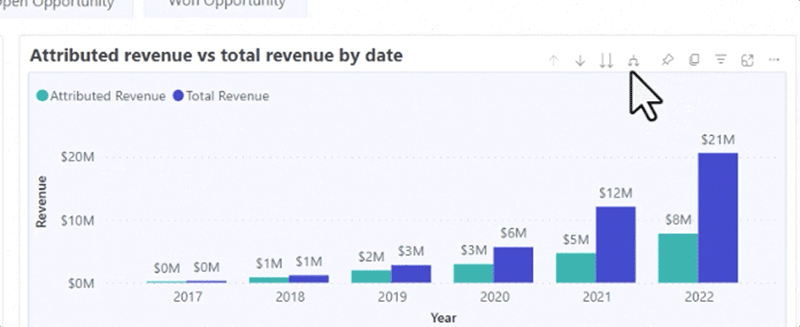 Open Opportunity
Won Opportunity
Attributed revenue vs total revenue by date
Attributed Revenue
Total Revenue
$21M
$20M
$12M
Revenue
$10M
$8M
$6M
$5M
$3M
$3M
$2M
$1M
$1M
$0M
$0M
$0M
2017
2018
2019
2020
2021
2022
Year